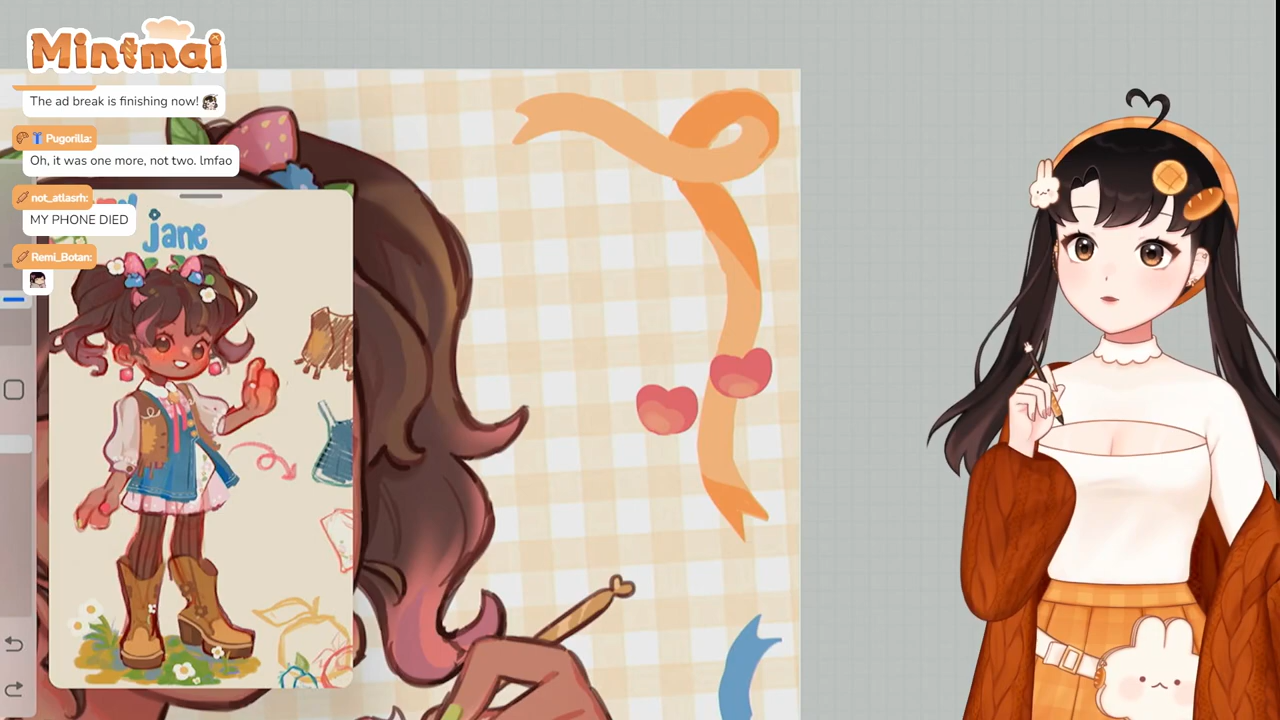 Mintmai
The ad break is finishing now!
Pugorilla:
Oh, it was one more, not two. lmfao
not_atlasrh:
MY PHONE DIED
Remi_Botan:
jane